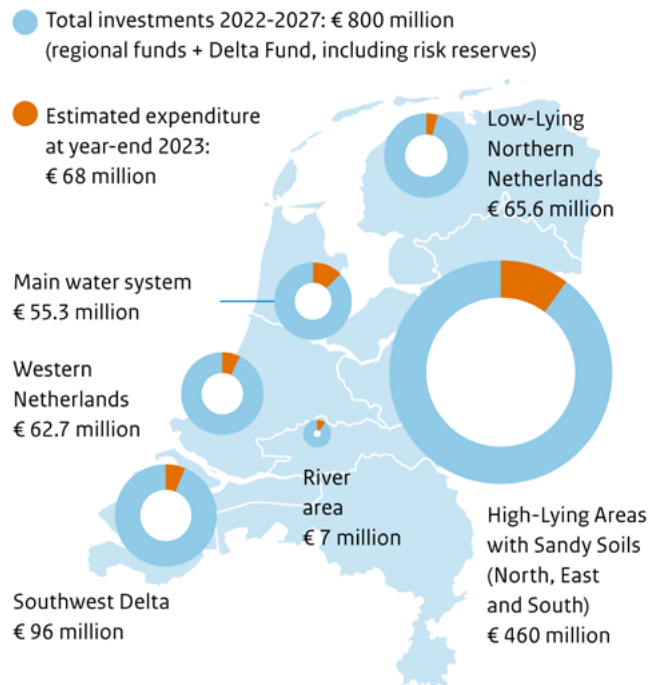 Total investments 2022-2027: € 800 million
(regional funds + Delta Fund, including risk reserves)
Estimated expenditure
at year-end 2023:
€ 68 million
Low-Lying
Northern
Netherlands
€ 65.6 million
Main water system
€ 55.3 million
Western
Netherlands
€ 62.7 million
River
area
€ 7 million
High-Lying Areas
with Sandy Soils
(North, East
and South)
€ 460 million
Southwest Delta
€ 96 million